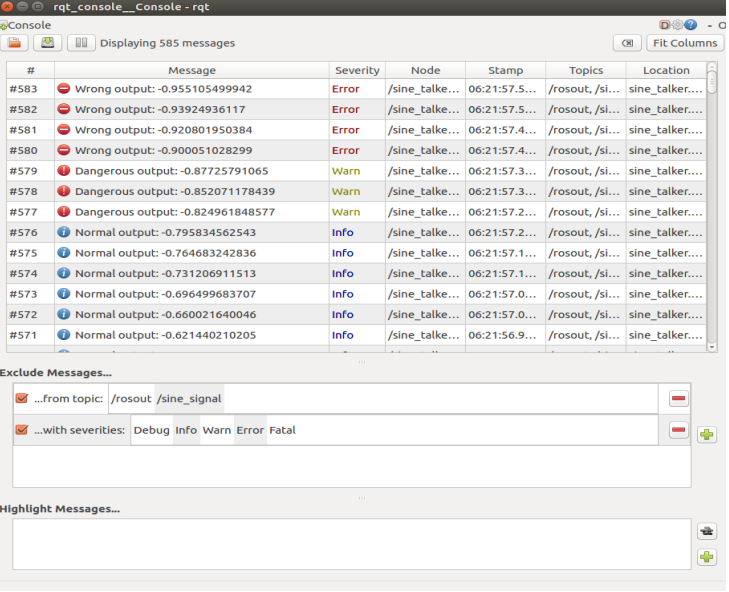 rqt_console__Console - rqt
Console
D
- O
Displaying 585 messages
Fit Columns
# Message Severity Node Stamp Topics Location
#583 Wrong output: -0.955105499942 Error /sine_talke... 06:21:57.5... /rosout, /si... sine_talker....
#582 Wrong output: -0.93924936117 Error /sine_talke... 06:21:57.5... /rosout, /si... sine_talker....
#581 Wrong output: -0.920801950384 Error /sine_talke... 06:21:57.4... /rosout, /si... sine_talker....
#580 Wrong output: -0.900051028299 Error /sine_talke... 06:21:57.4... /rosout, /si... sine_talker....
#579 Dangerous output: -0.87725791065 Warn /sine_talke... 06:21:57.3... /rosout, /si... sine_talker....
#578 Dangerous output: -0.852071178439 Warn /sine_talke... 06:21:57.3... /rosout, /si... sine_talker....
#577 Dangerous output: -0.824961848577 Warn /sine_talke... 06:21:57.2... /rosout, /si... sine_talker....
#576 Normal output: -0.795834562543 Info /sine_talke... 06:21:57.2... /rosout, /si... sine_talker....
#575 Normal output: -0.764683242836 Info /sine_talke... 06:21:57.1... /rosout, /si... sine_talker....
#574 Normal output: -0.731206911513 Info /sine_talke... 06:21:57.1... /rosout, /si... sine_talker....
#573 Normal output: -0.696499683707 Info /sine_talke... 06:21:57.0... /rosout, /si... sine_talker....
#572 Normal output: -0.660021640046 Info /sine_talke... 06:21:57.0... /rosout, /si... sine_talker....
#571 Normal output: -0.621440210205 Info /sine_talke... 06:21:56.9... /rosout, /si... sine_talker....
Exclude Messages...
...from topic: /rosout /sine_signal
...with severities: Debug Info Warn Error Fatal
Highlight Messages...